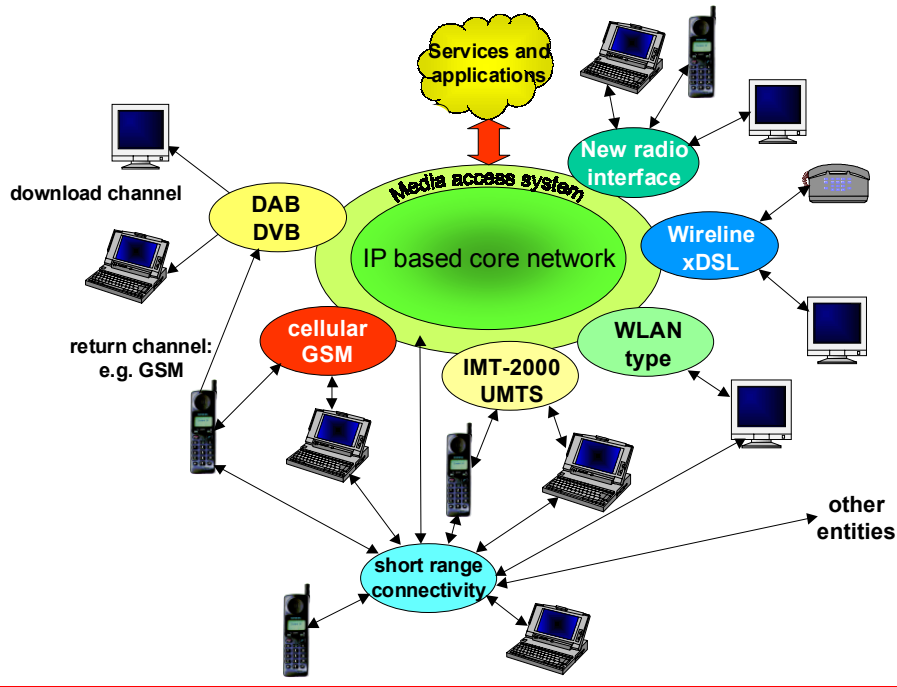 Services and
applications
New radio
interface
Media access system
download channel
DAB
DVB
Wireline
xDSL
IP based core network
return channel:
e.g. GSM
cellular
GSM
WLAN
type
IMT-2000
UMTS
other
entities
short range
connectivity